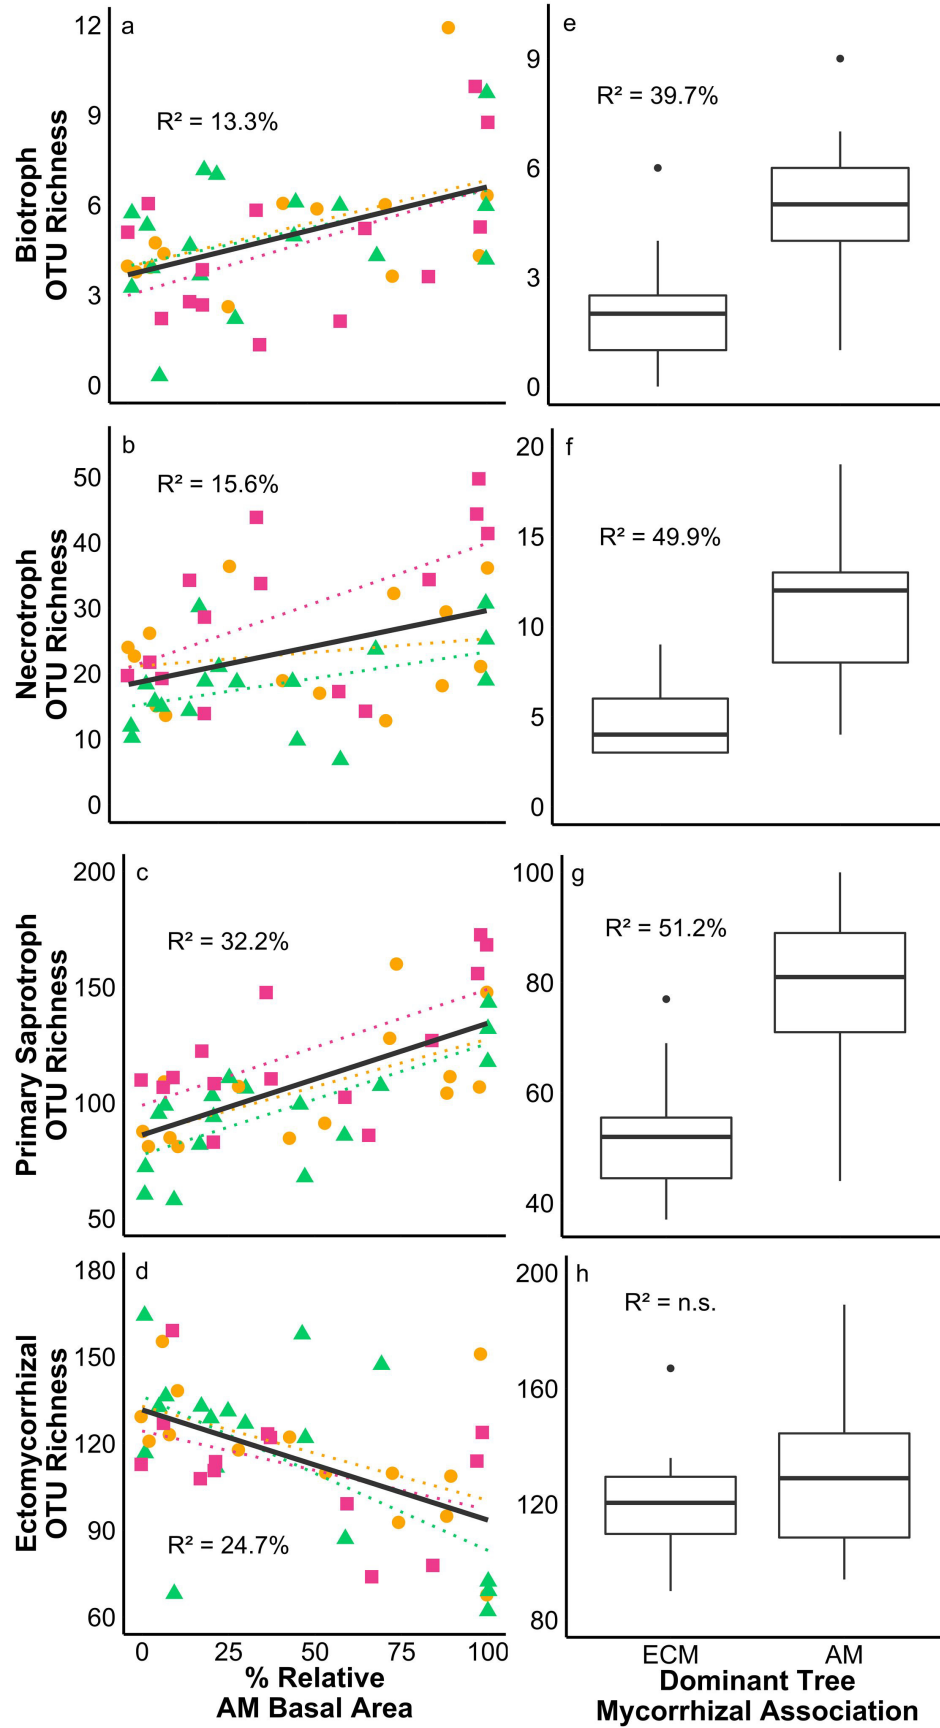 a
R² = 13.3%
12
9
6
3
0
Biotroph
OTU Richness
e
R² = 39.7%
9
6
3
0
b
R² = 15.6%
50
40
30
20
10
0
Necrotroph
OTU Richness
f
R² = 49.9%
20
15
10
5
0
c
R² = 32.2%
200
150
100
50
Primary Saprotroph
OTU Richness
g
R² = 51.2%
100
80
60
40
d
R² = 24.7%
180
150
120
90
60
Ectomycorrhizal
OTU Richness
0 25 50 75 100
% Relative
AM Basal Area
h
R² = n.s.
200
160
120
80
ECM AM
Dominant Tree
Mycorrhizal Association